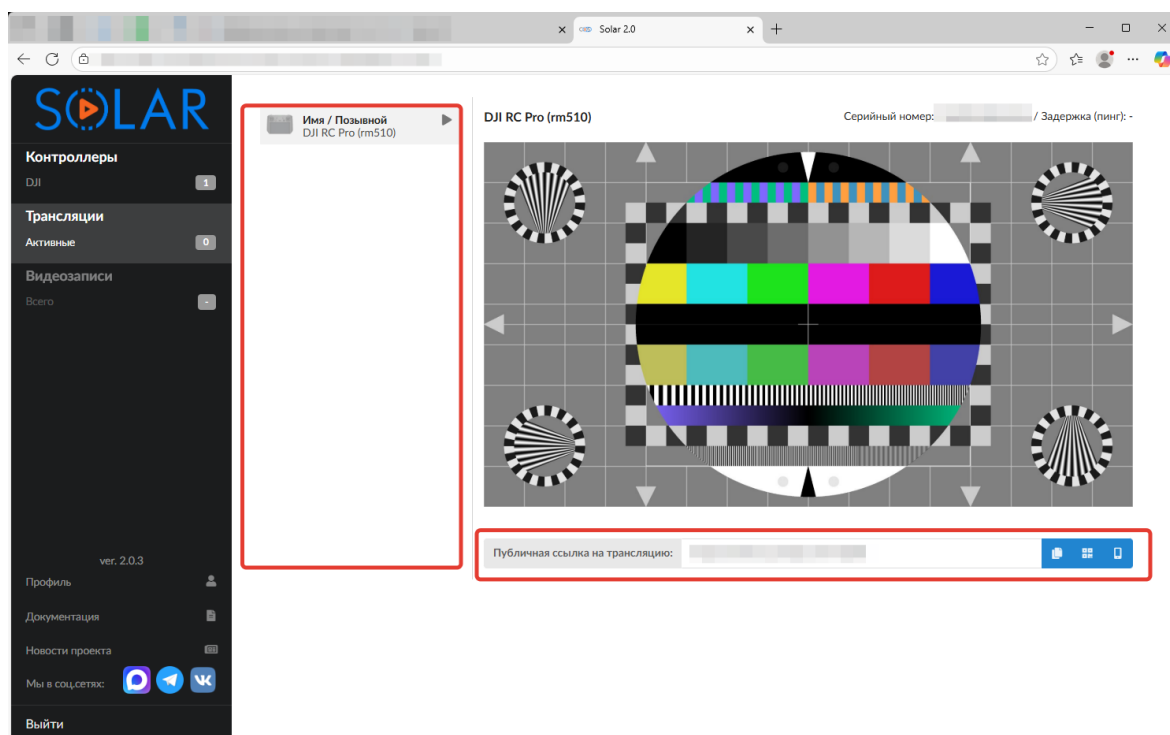 Solar 2.0
SOLAR
Контроллеры
DJI 1
Трансляции
Активные 0
Видеозаписи
Всего -
ver. 2.0.3
Профиль
Документация
Новости проекта
Мы в соц.сетях:
Выйти
Имя / Позывной
DJI RC Pro (rm510)
DJI RC Pro (rm510)
Серийный номер: / Задержка (пинг): -
Публичная ссылка на трансляцию: